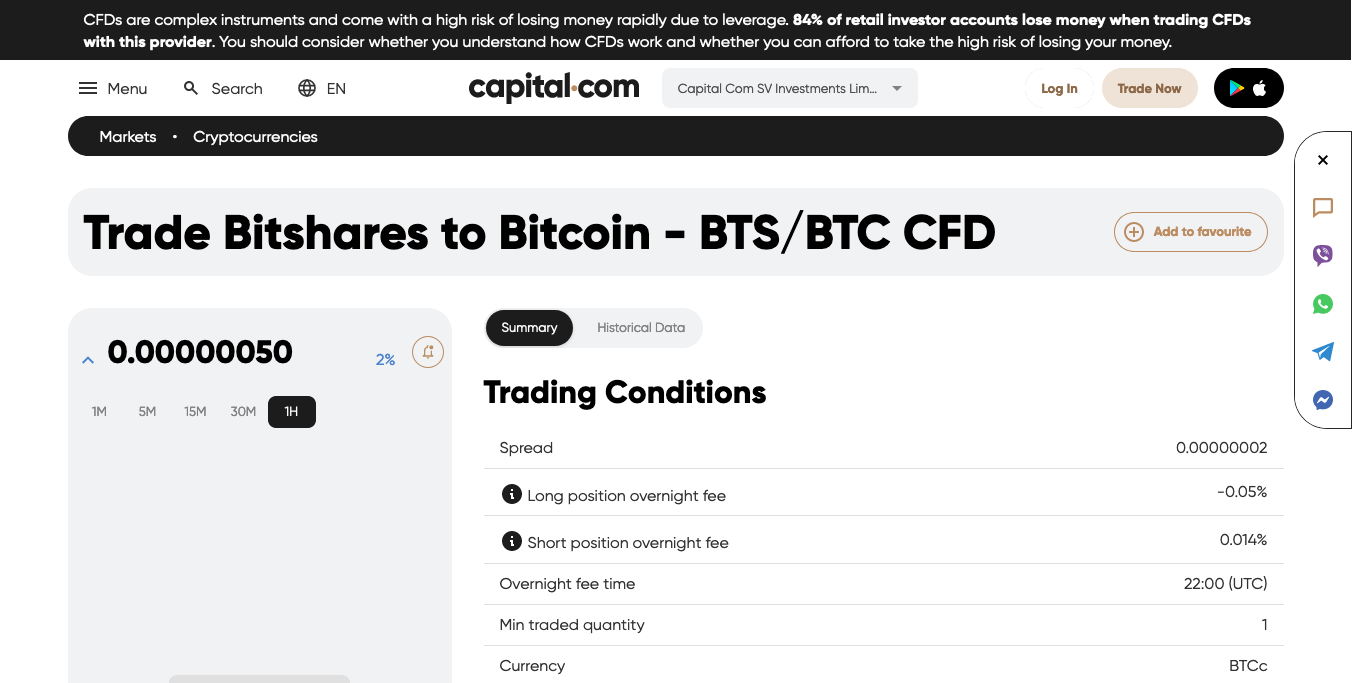 CFDs are complex instruments and come with a high risk of losing money rapidly due to leverage. 84% of retail investor accounts lose money when trading CFDs
with this provider. You should consider whether you understand how CFDs work and whether you can afford to take the high risk of losing your money.
Menu Search EN capital.com Capital Com SV Investments Lim... Log In Trade Now
Markets • Cryptocurrencies
Trade Bitshares to Bitcoin - BTS/BTC CFD Add to favourite
0.00000050 2%
1M 5M 15M 30M 1H
Summary Historical Data
Trading Conditions
Spread 0.00000002
Long position overnight fee -0.05%
Short position overnight fee 0.014%
Overnight fee time 22:00 (UTC)
Min traded quantity 1
Currency BTCc